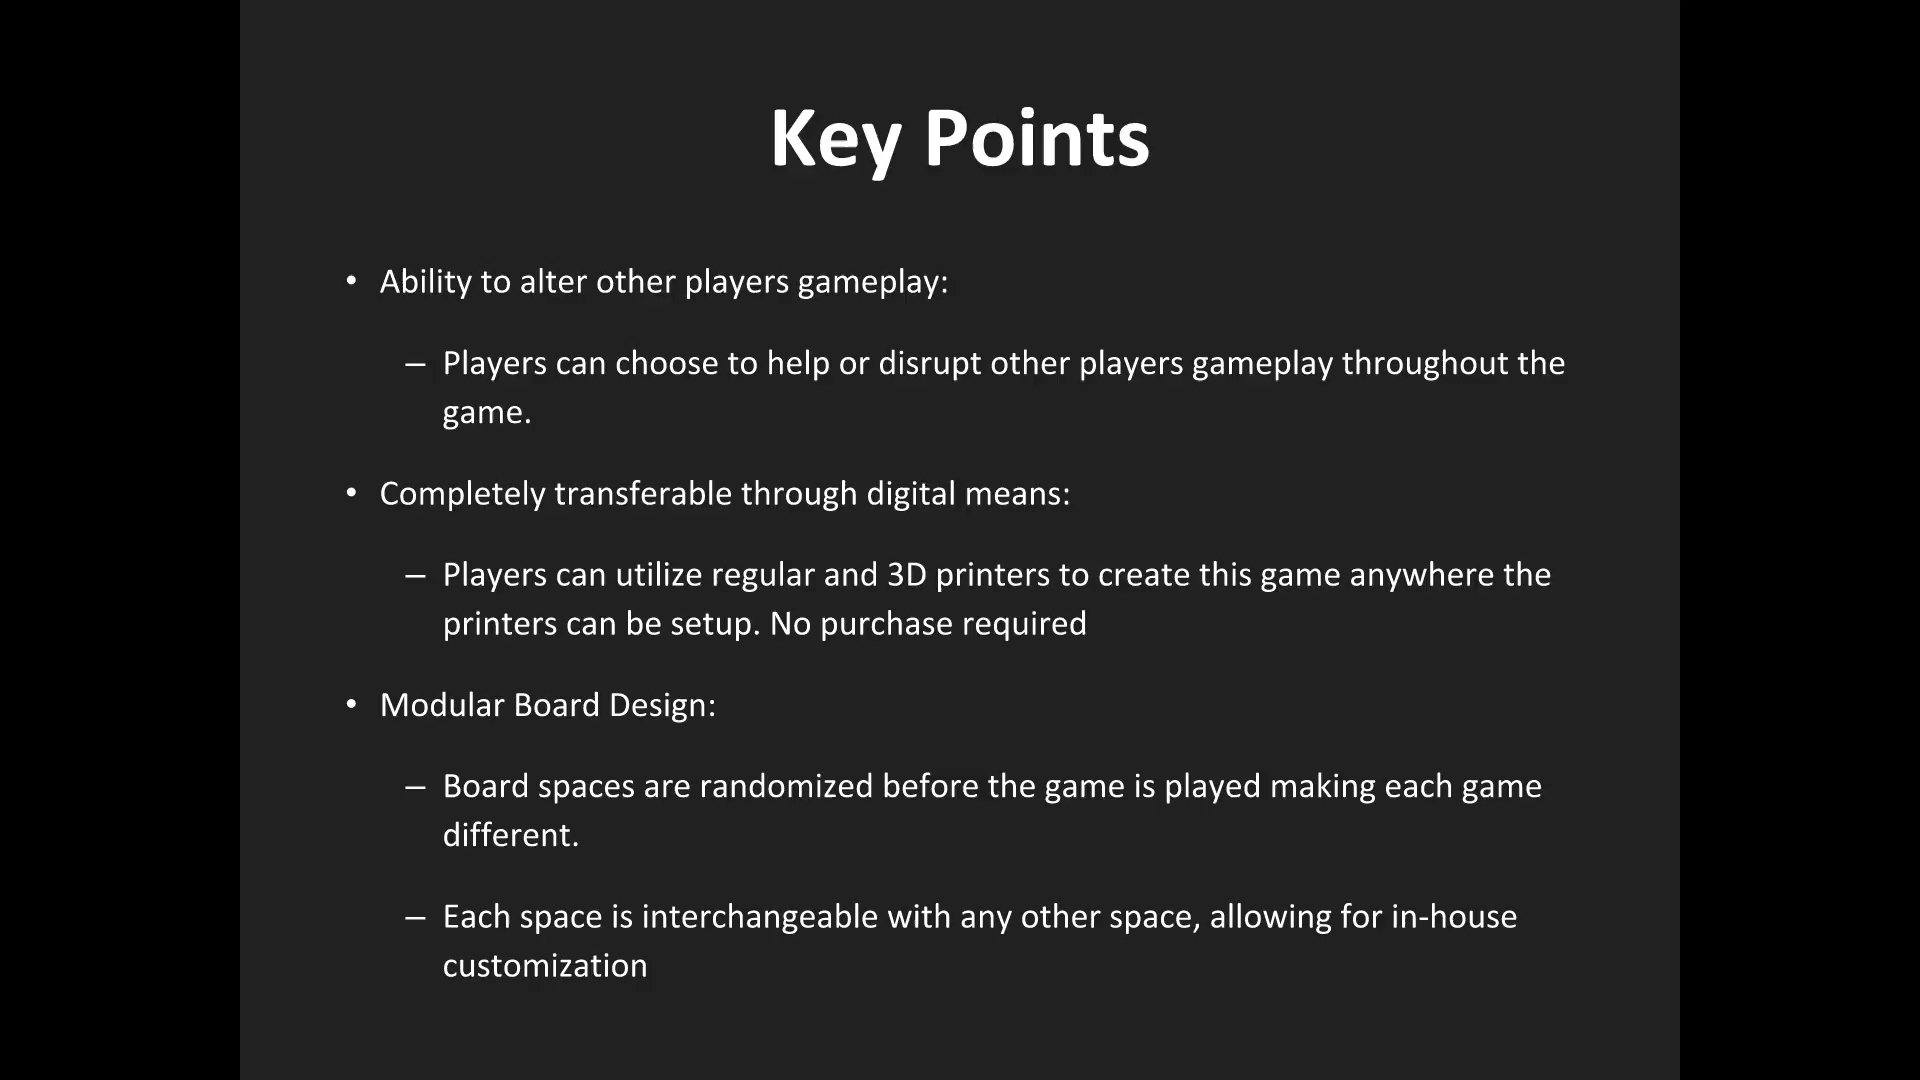 Key Points
• Ability to alter other players gameplay:
– Players can choose to help or disrupt other players gameplay throughout the
game.
• Completely transferable through digital means:
– Players can utilize regular and 3D printers to create this game anywhere the
printers can be setup. No purchase required
• Modular Board Design:
– Board spaces are randomized before the game is played making each game
different.
– Each space is interchangeable with any other space, allowing for in-house
customization